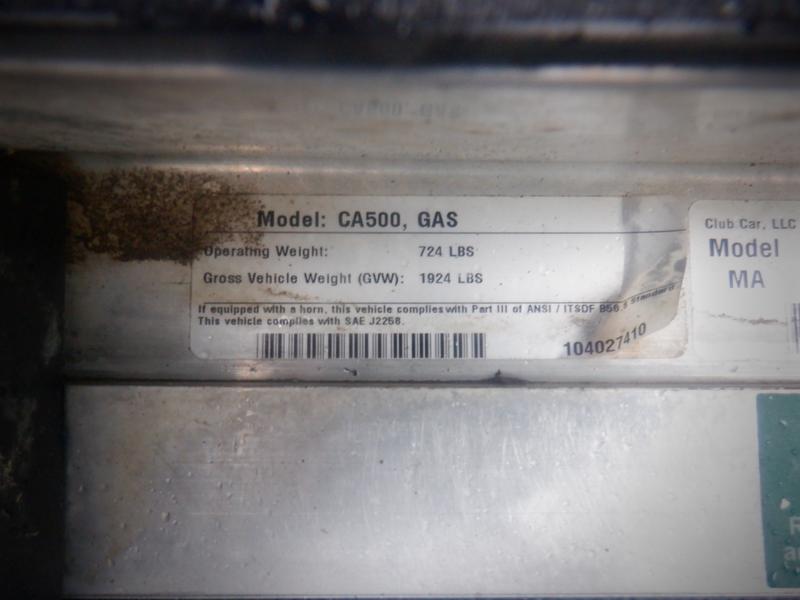 Model: CA500, GAS
Operating Weight: 724 LBS
Gross Vehicle Weight (GVW): 1924 LBS
If equipped with a horn, this vehicle complies with Part III of ANSI / ITSDF B56.8 Standard
This vehicle complies with SAE J2258.
104027410
Club Car, LLC
Model
MA